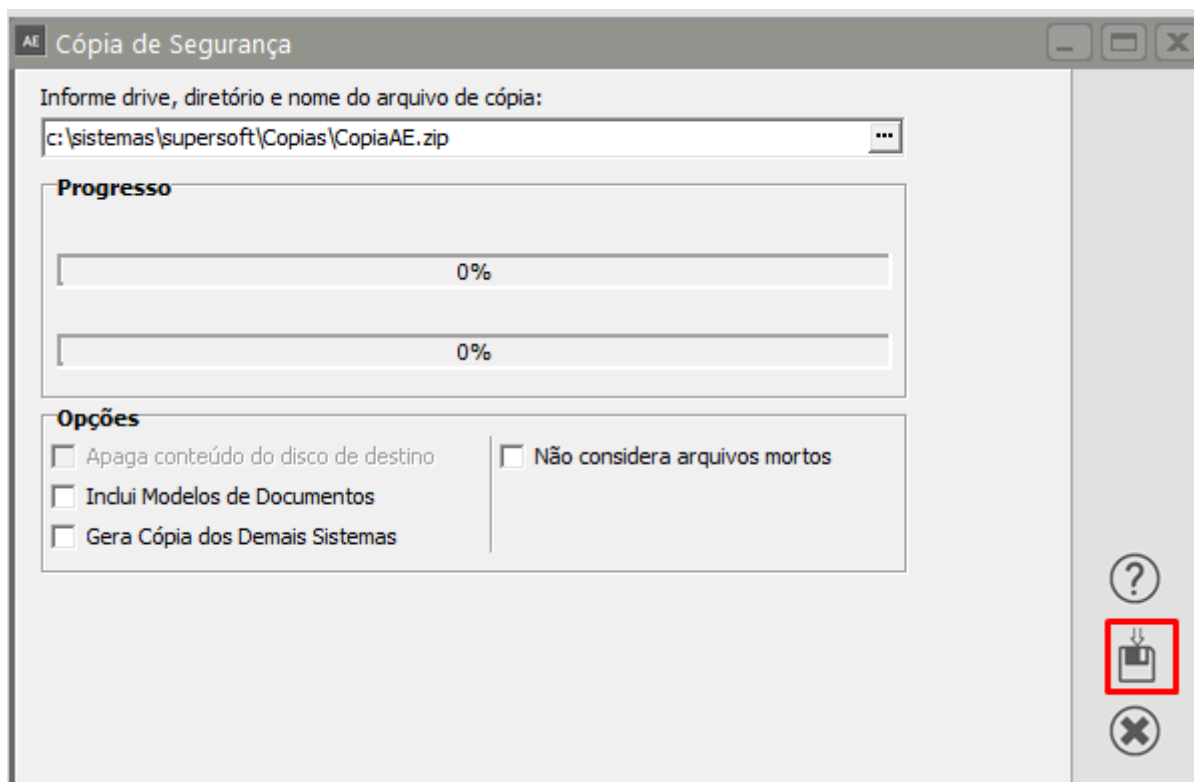 AE Cópia de Segurança
Informe drive, diretório e nome do arquivo de cópia:
c:\sistemas\supersoft\Copias\CopiaAE.zip
...
Progresso
0%
0%
Opções
Apaga conteúdo do disco de destino
Não considera arquivos mortos
Inclui Modelos de Documentos
Gera Cópia dos Demais Sistemas
?